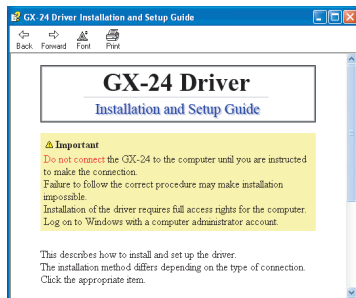 GX-24 Driver Installation and Setup Guide
Back Forward Font Print
GX-24 Driver
Installation and Setup Guide
Important
Do not connect the GX-24 to the computer until you are instructed
to make the connection.
Failure to follow the correct procedure may make installation
impossible.
Installation of the driver requires full access rights for the computer.
Log on to Windows with a computer administrator account.
This describes how to install and set up the driver.
The installation method differs depending on the type of connection.
Click the appropriate item.